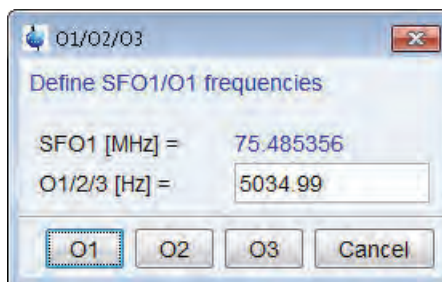 O1/O2/O3
Define SFO1/O1 frequencies
SFO1 [MHz] = 75.485356
O1/2/3 [Hz] = 5034.99
O1 O2 O3 Cancel